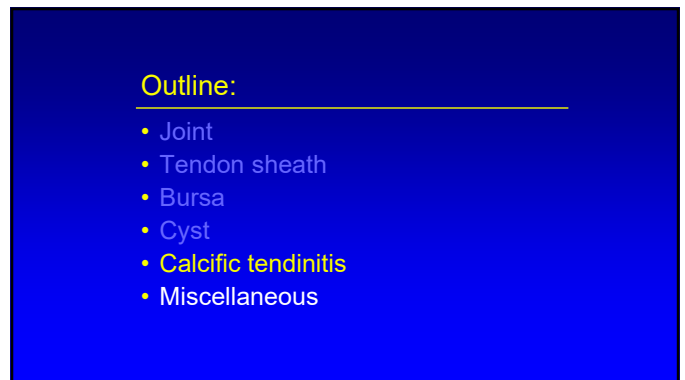 Outline:
• Joint
• Tendon sheath
• Bursa
• Cyst
• Calcific tendinitis
• Miscellaneous